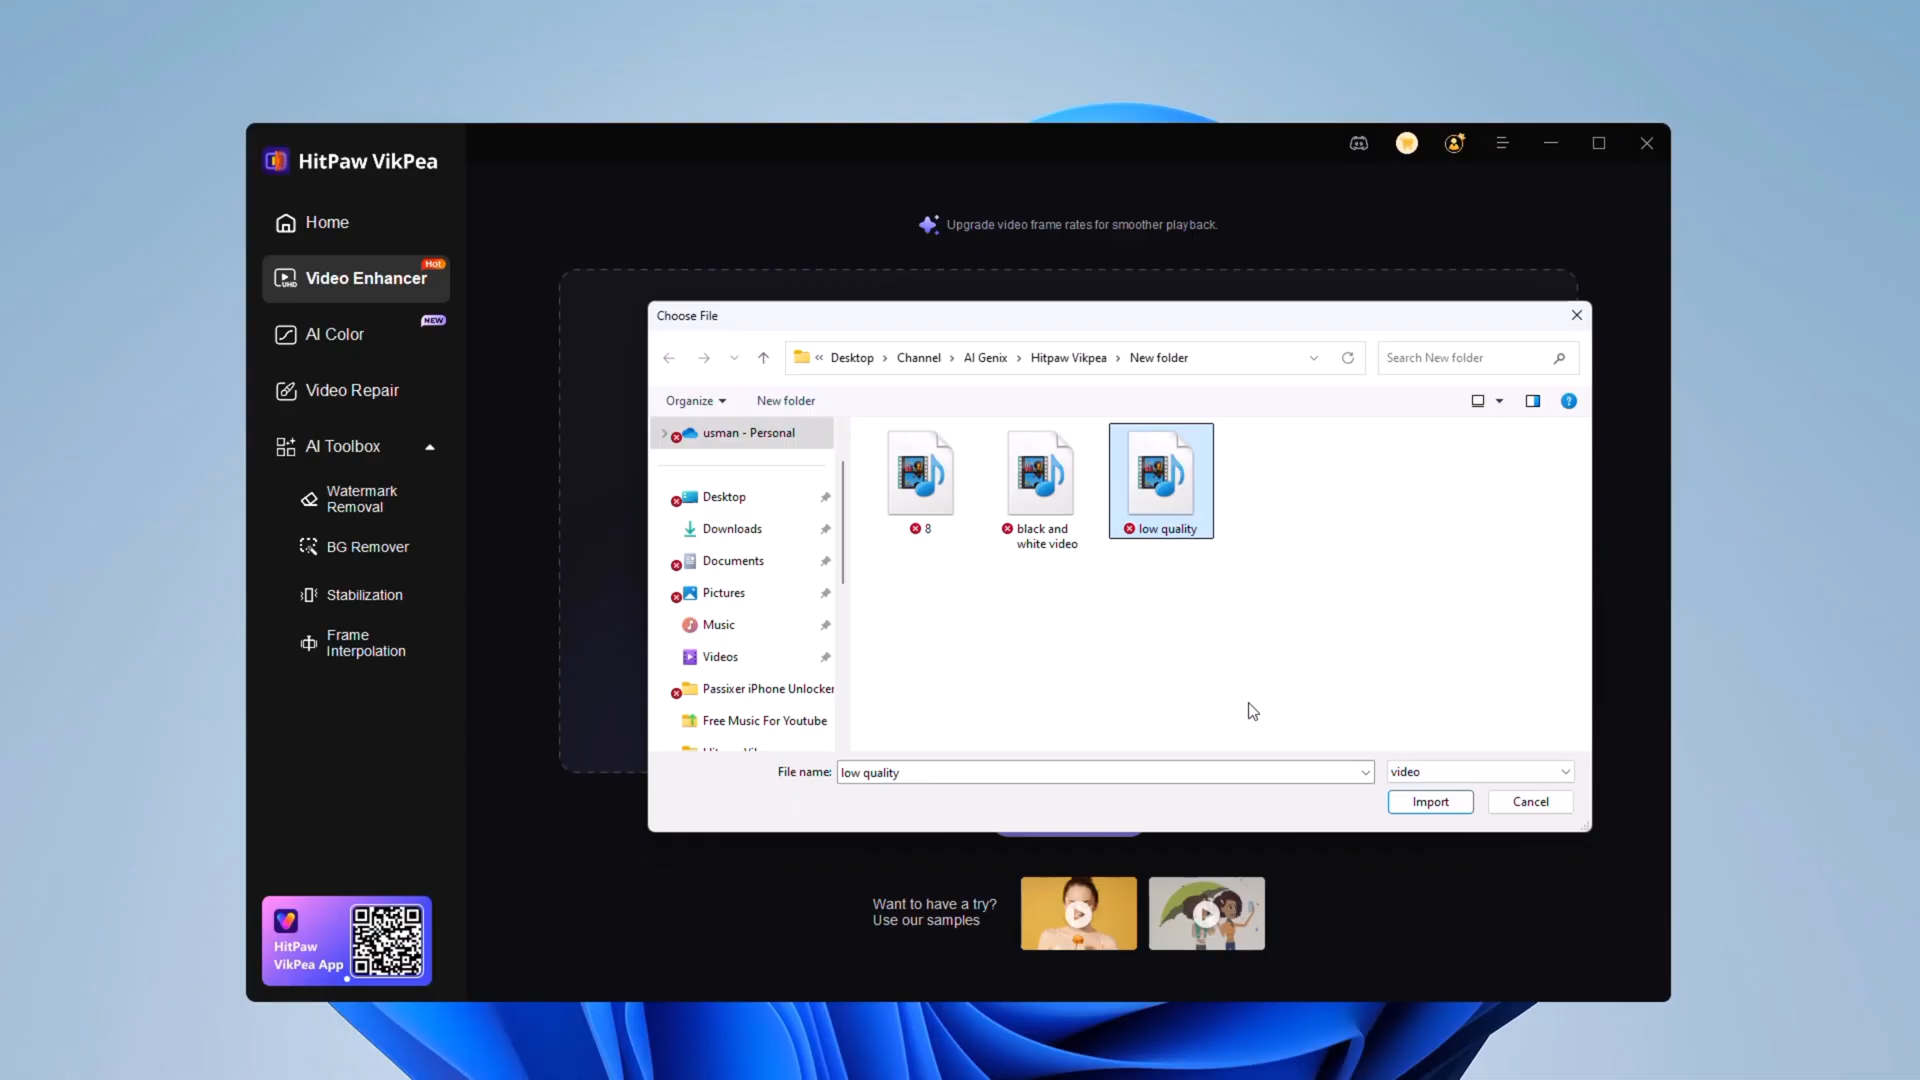 HitPaw VikPea
Home
Video Enhancer
Hot
UHD
AI Color
NEW
Video Repair
AI Toolbox
Watermark
Removal
BG Remover
Stabilization
Frame
Interpolation
HitPaw
VikPea App
Upgrade video frame rates for smoother playback.
Choose File
« Desktop › Channel › AI Genix › Hitpaw Vikpea › New folder
Search New folder
Organize
New folder
usman - Personal
Desktop
Downloads
Documents
Pictures
Music
Videos
Passixer iPhone Unlocker
Free Music For Youtube
8
black and
white video
low quality
File name: low quality
video
Import
Cancel
Want to have a try?
Use our samples